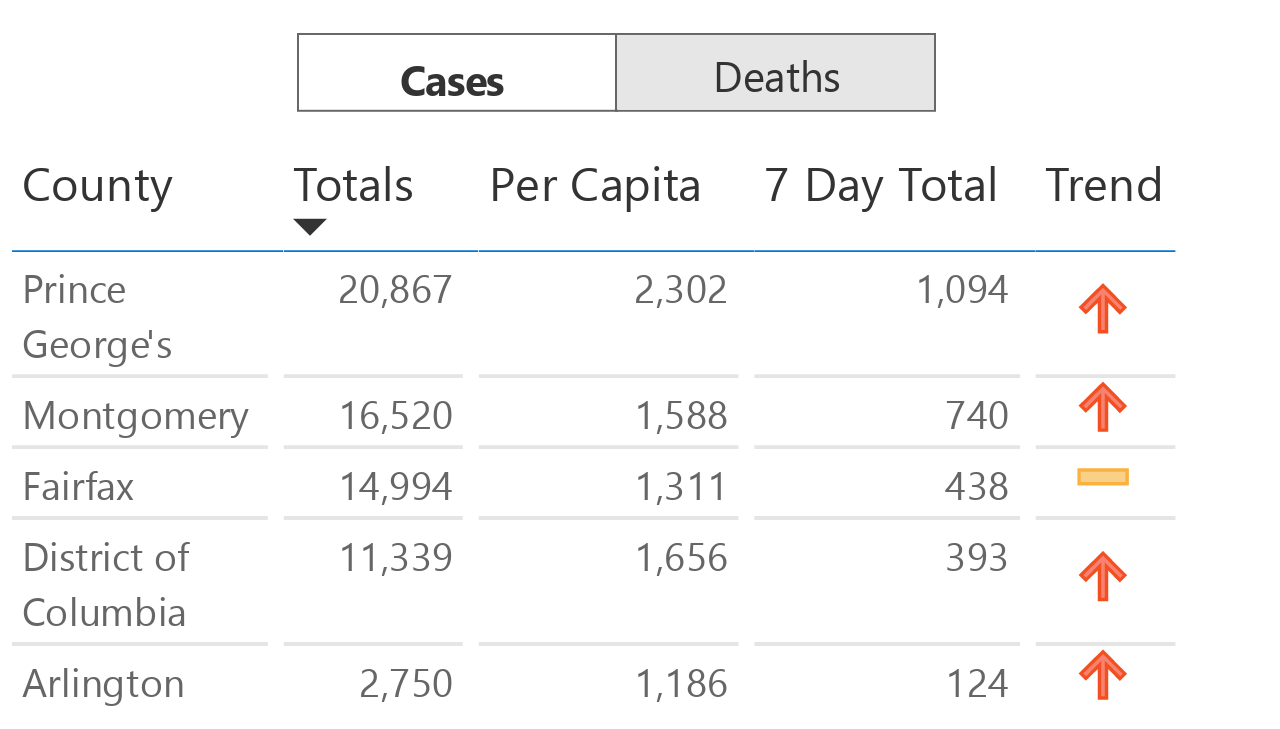 Cases Deaths
County Totals Per Capita 7 Day Total Trend
Prince 20,867 2,302 1,094
George's
Montgomery 16,520 1,588 740
Fairfax 14,994 1,311 438
District of 11,339 1,656 393
Columbia
Arlington 2,750 1,186 124